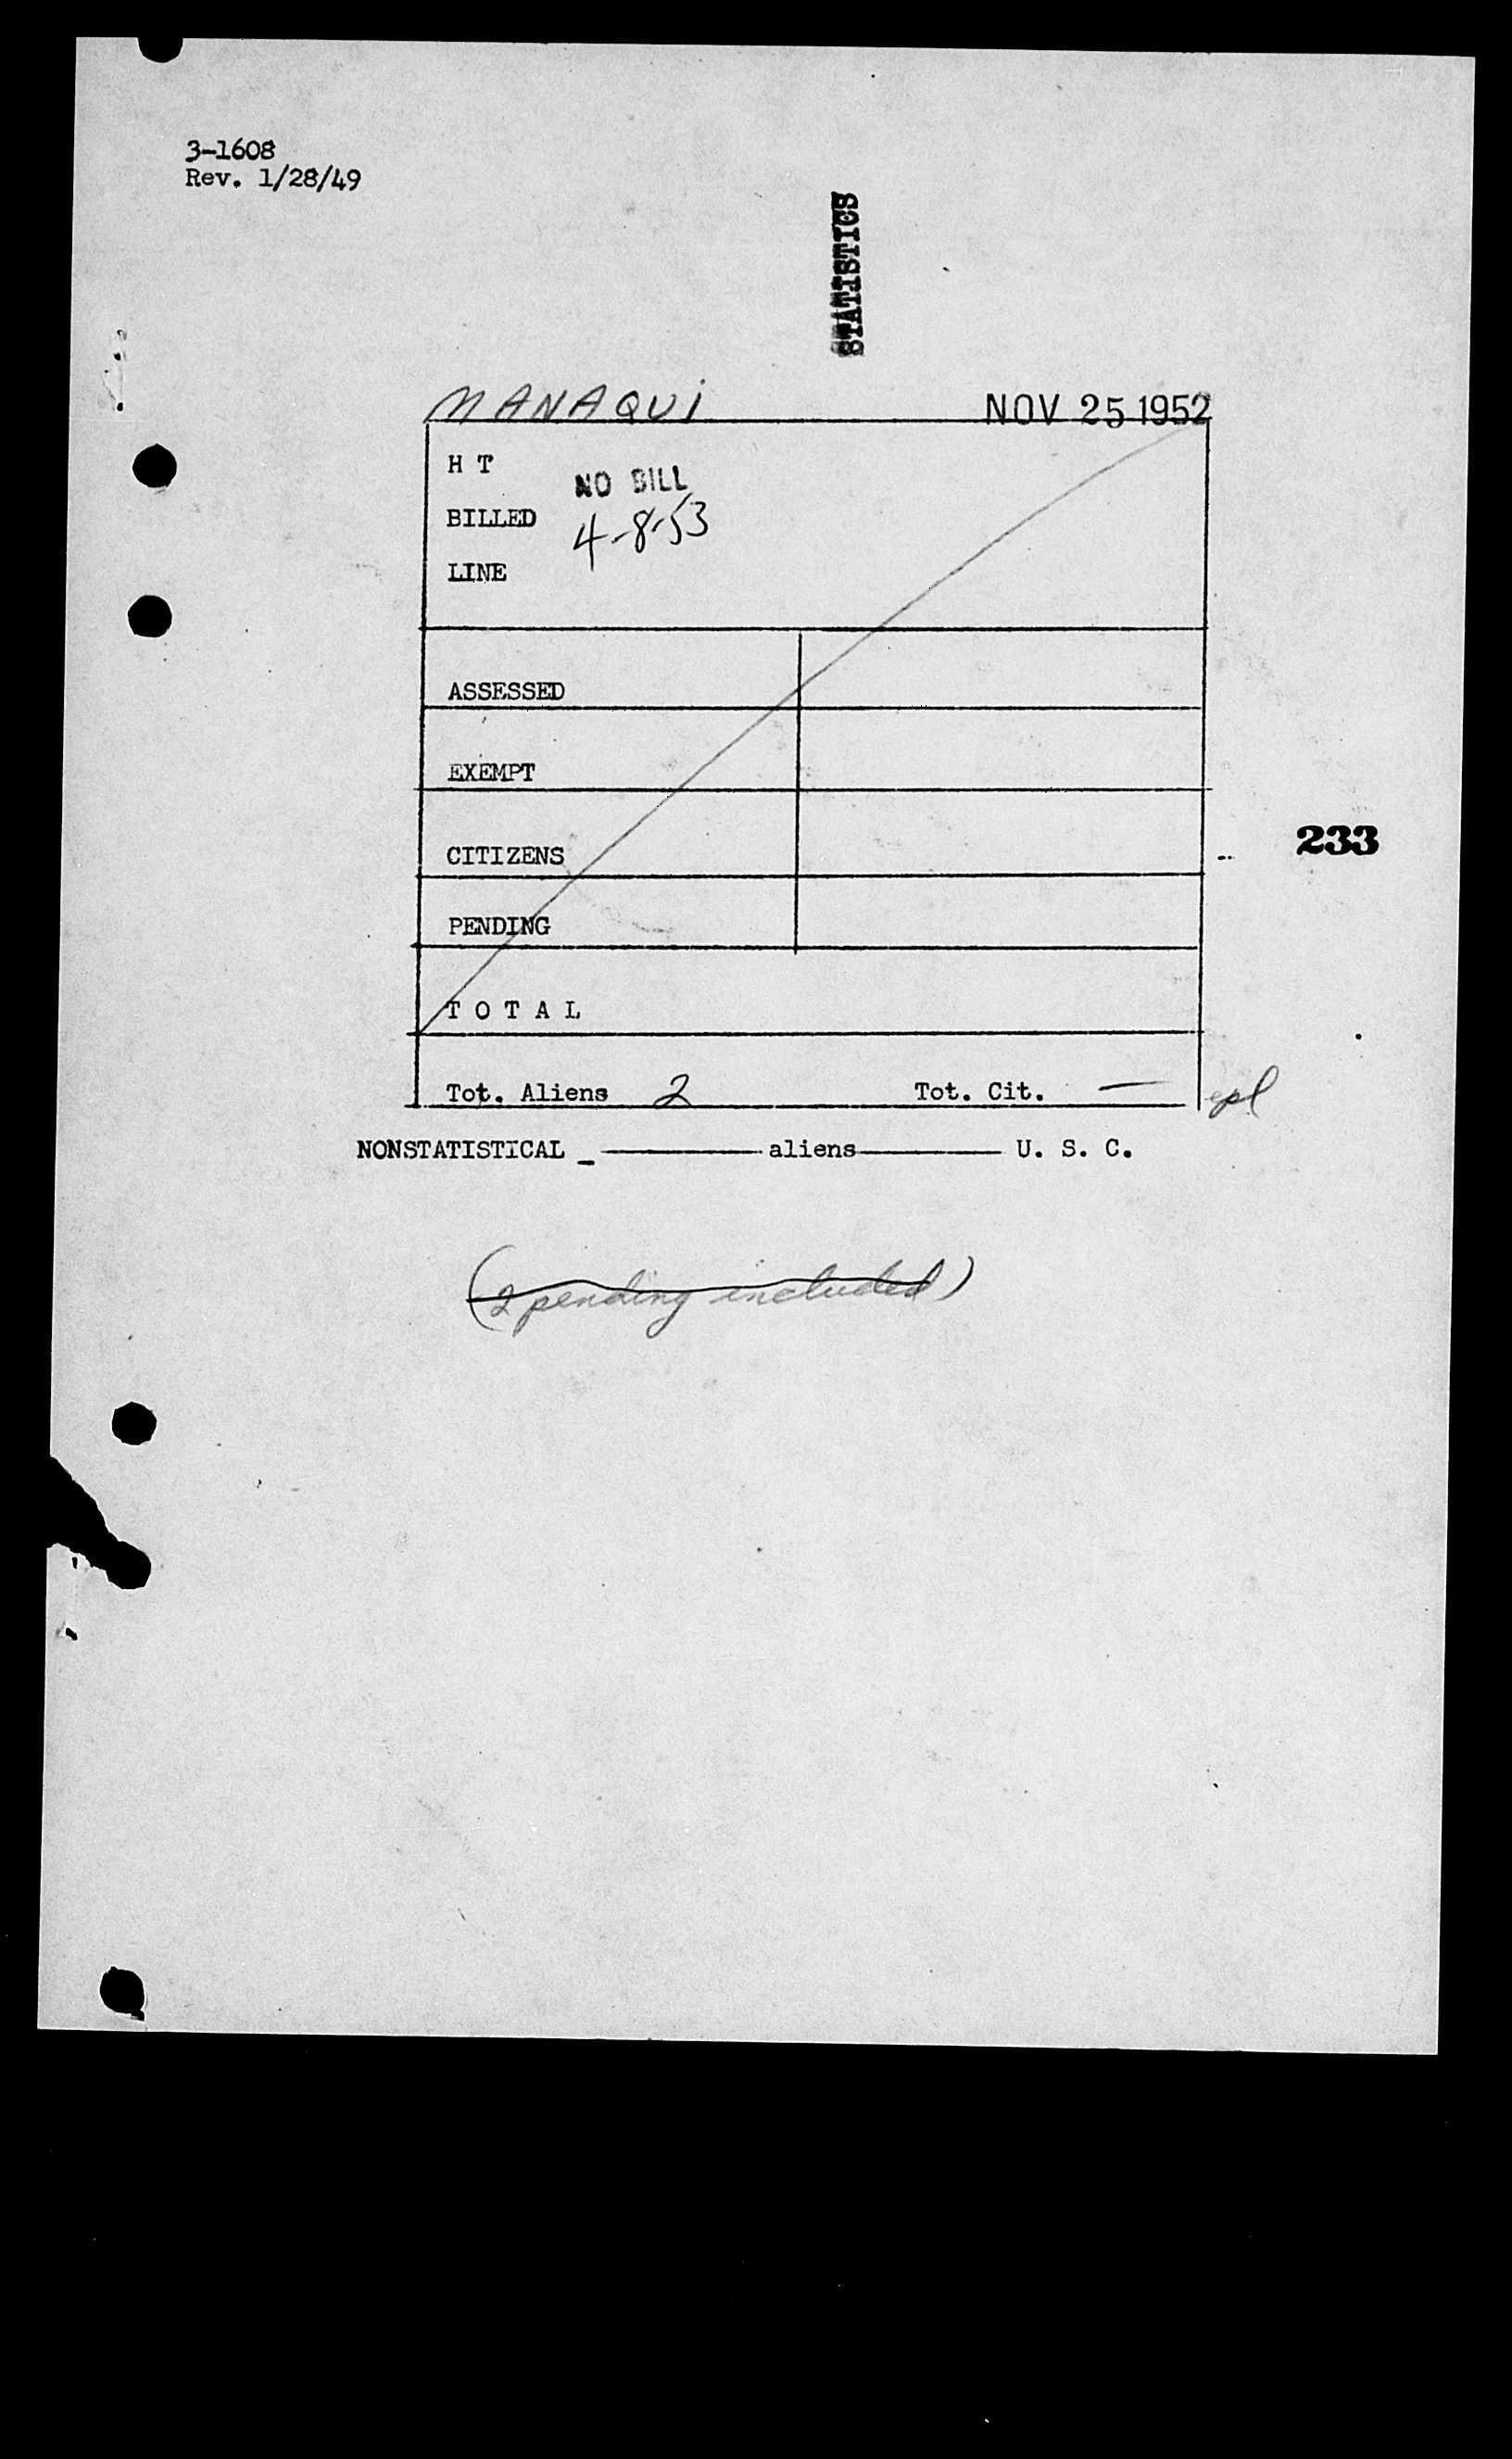 3-1608
Rev. 1/28/49
STATISTICS
MANAQUI NOV 25 1952
H T
NO BILL
BILLED 4-8-53
LINE
ASSESSED
EXEMPT
CITIZENS
233
PENDING
T O T A L
Tot. Aliens 2 Tot. Cit. —
NONSTATISTICAL _ ———— aliens ———— U. S. C.
(2 pending included)